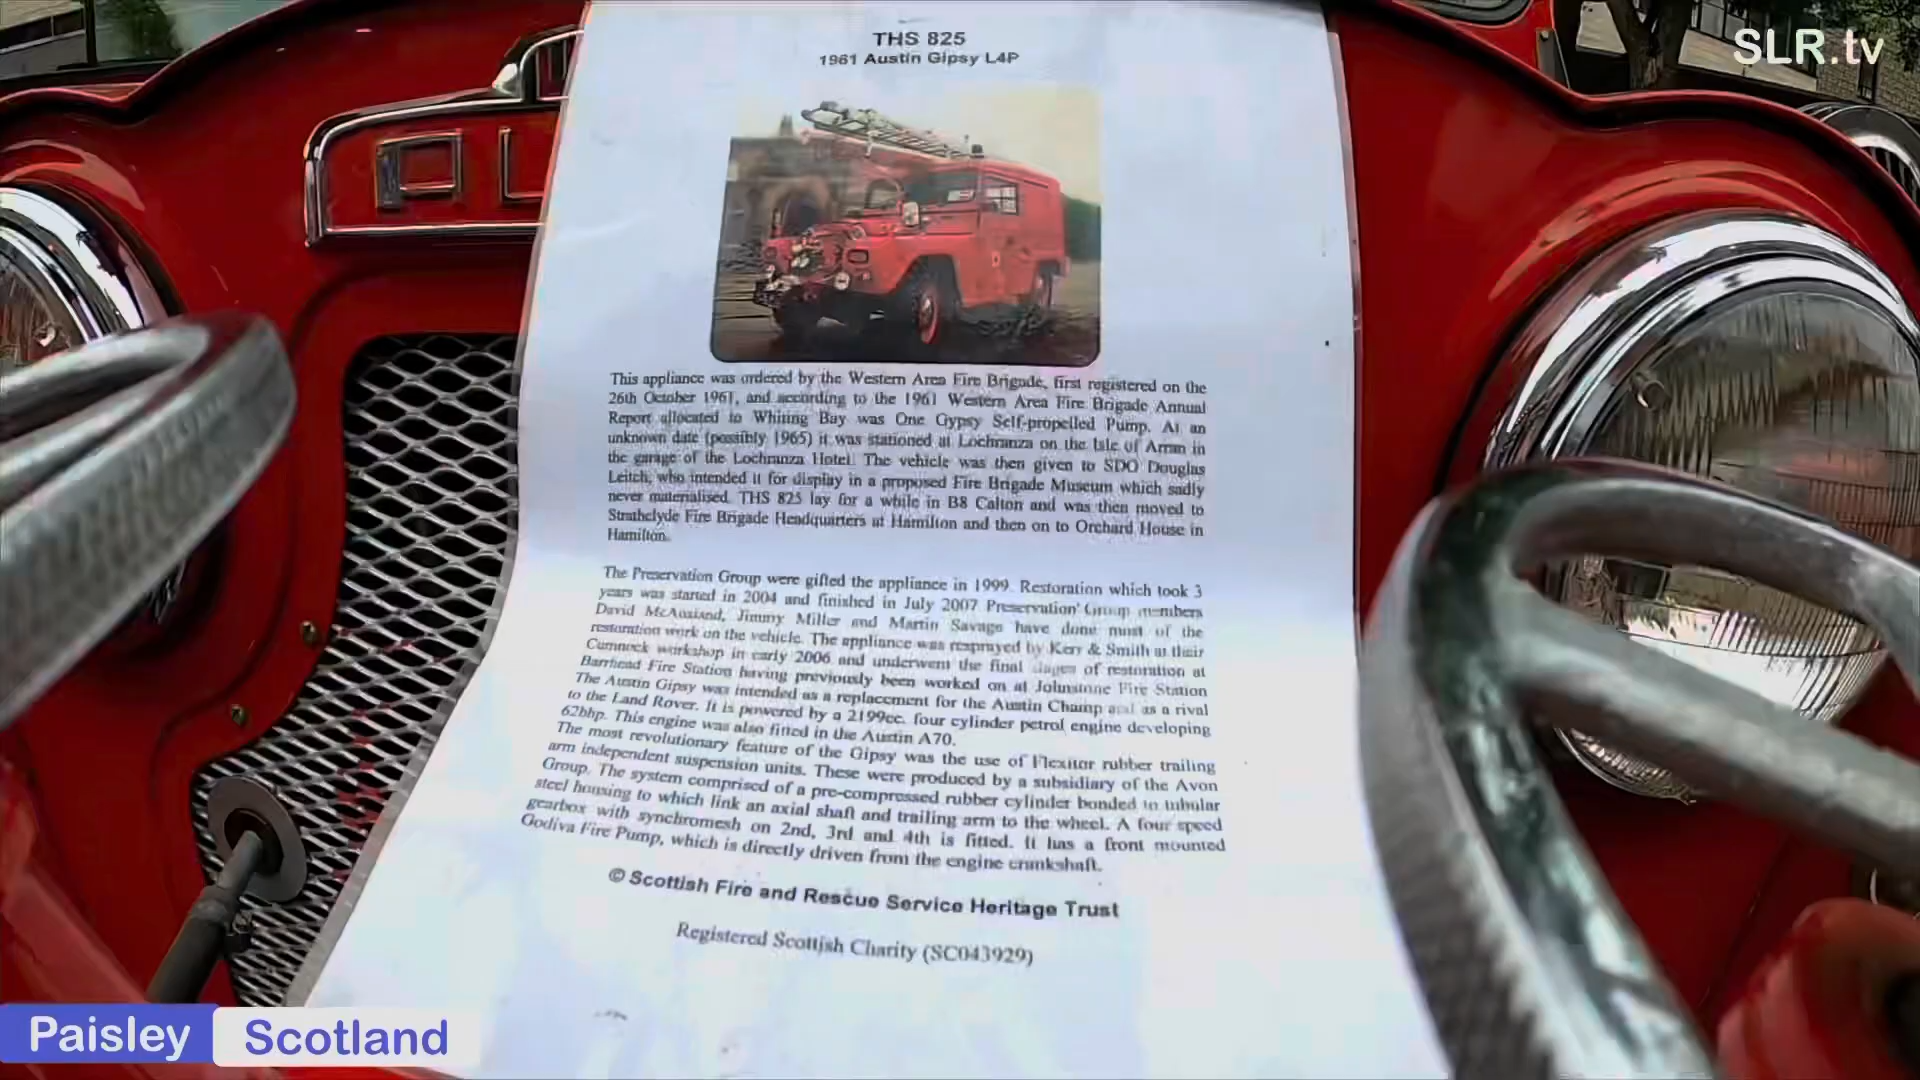 SLR.tv
THS 825
1961 Austin Gipsy L4P
This appliance was ordered by the Western Area Fire Brigade, first registered on the
26th October 1961, and according to the 1961 Western Area Fire Brigade Annual
Report allocated to Whiting Bay was One Gypsy Self-propelled Pump. At an
unknown date (possibly 1965) it was stationed at Lochranza on the Isle of Arran in
the garage of the Lochranza Hotel. The vehicle was then given to SDO Douglas
Leitch, who intended it for display in a proposed Fire Brigade Museum which sadly
never materialised. THS 825 lay for a while in B8 Calton and was then moved to
Strathclyde Fire Brigade Headquarters at Hamilton and then on to Orchard House in
Hamilton.
The Preservation Group were gifted the appliance in 1999. Restoration which took 3
years was started in 2004 and finished in July 2007 Preservation Group members
David McAusland, Jimmy Miller and Martin Savage have done most of the
restoration work on the vehicle. The appliance was resprayed by Kerr & Smith at their
Cumnock workshop in early 2006 and underwent the final stages of restoration at
Barrhead Fire Station having previously been worked on at Johnstone Fire Station
The Austin Gipsy was intended as a replacement for the Austin Champ and as a rival
to the Land Rover. It is powered by a 2199cc. four cylinder petrol engine developing
62bhp. This engine was also fitted in the Austin A70.
The most revolutionary feature of the Gipsy was the use of Flexitor rubber trailing
arm independent suspension units. These were produced by a subsidiary of the Avon
Group. The system comprised of a pre-compressed rubber cylinder bonded to tubular
steel housing to which link an axial shaft and trailing arm to the wheel. A four speed
gearbox with synchromesh on 2nd, 3rd and 4th is fitted. It has a front mounted
Godiva Fire Pump, which is directly driven from the engine crankshaft.
© Scottish Fire and Rescue Service Heritage Trust
Registered Scottish Charity (SC043929)
Paisley Scotland